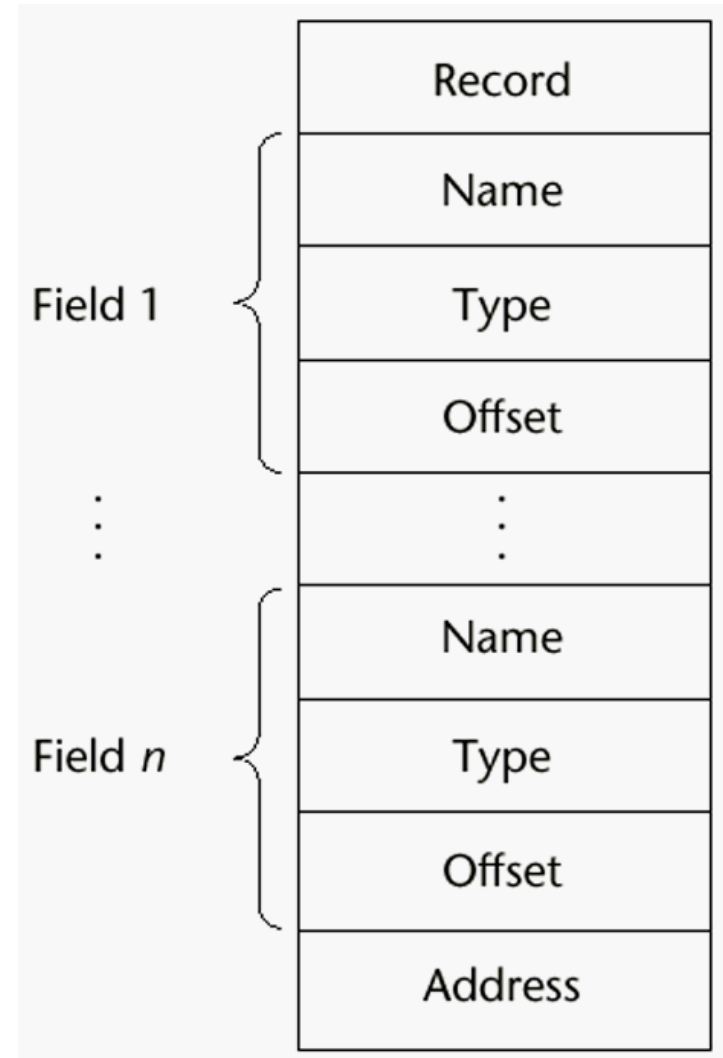 Record
Name
Field 1
Type
Offset
⋮ ⋮
Name
Field n
Type
Offset
Address